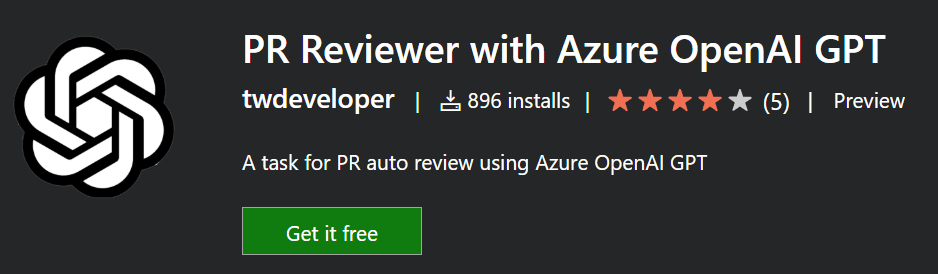 PR Reviewer with Azure OpenAI GPT
twdeveloper | 896 installs | (5) | Preview
A task for PR auto review using Azure OpenAI GPT
Get it free